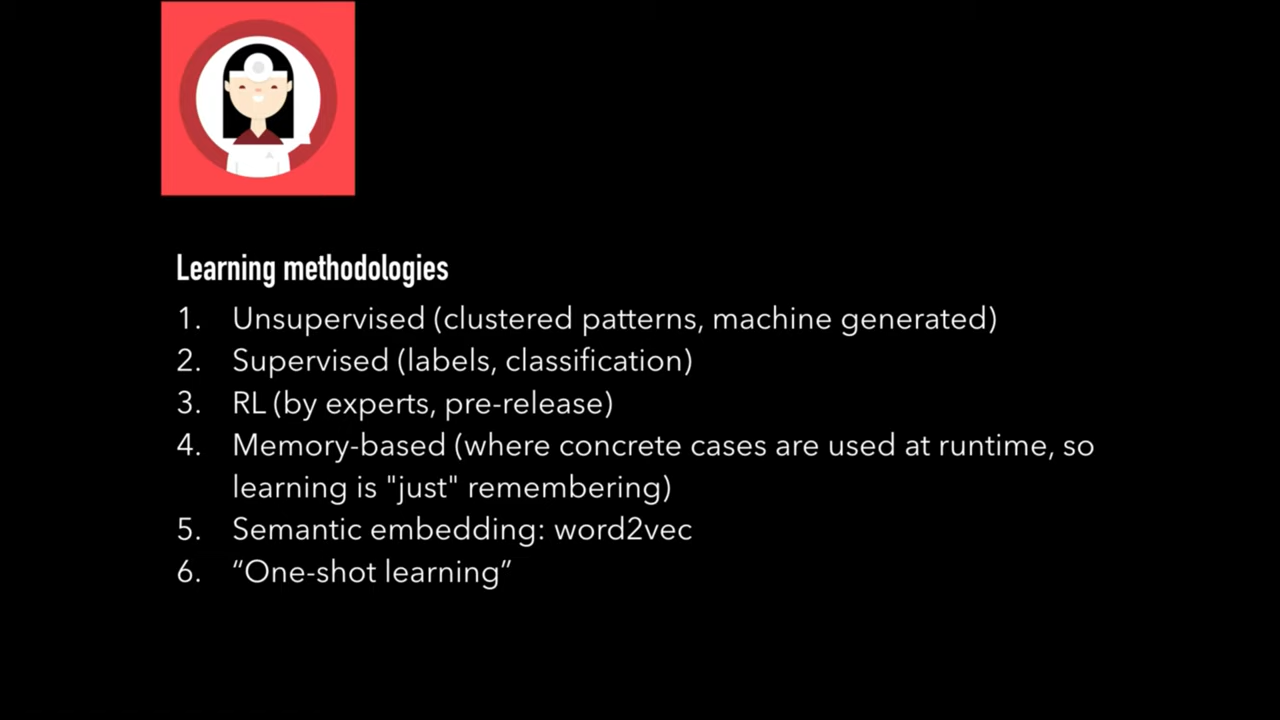 Learning methodologies
1. Unsupervised (clustered patterns, machine generated)
2. Supervised (labels, classification)
3. RL (by experts, pre-release)
4. Memory-based (where concrete cases are used at runtime, so
learning is "just" remembering)
5. Semantic embedding: word2vec
6. “One-shot learning”